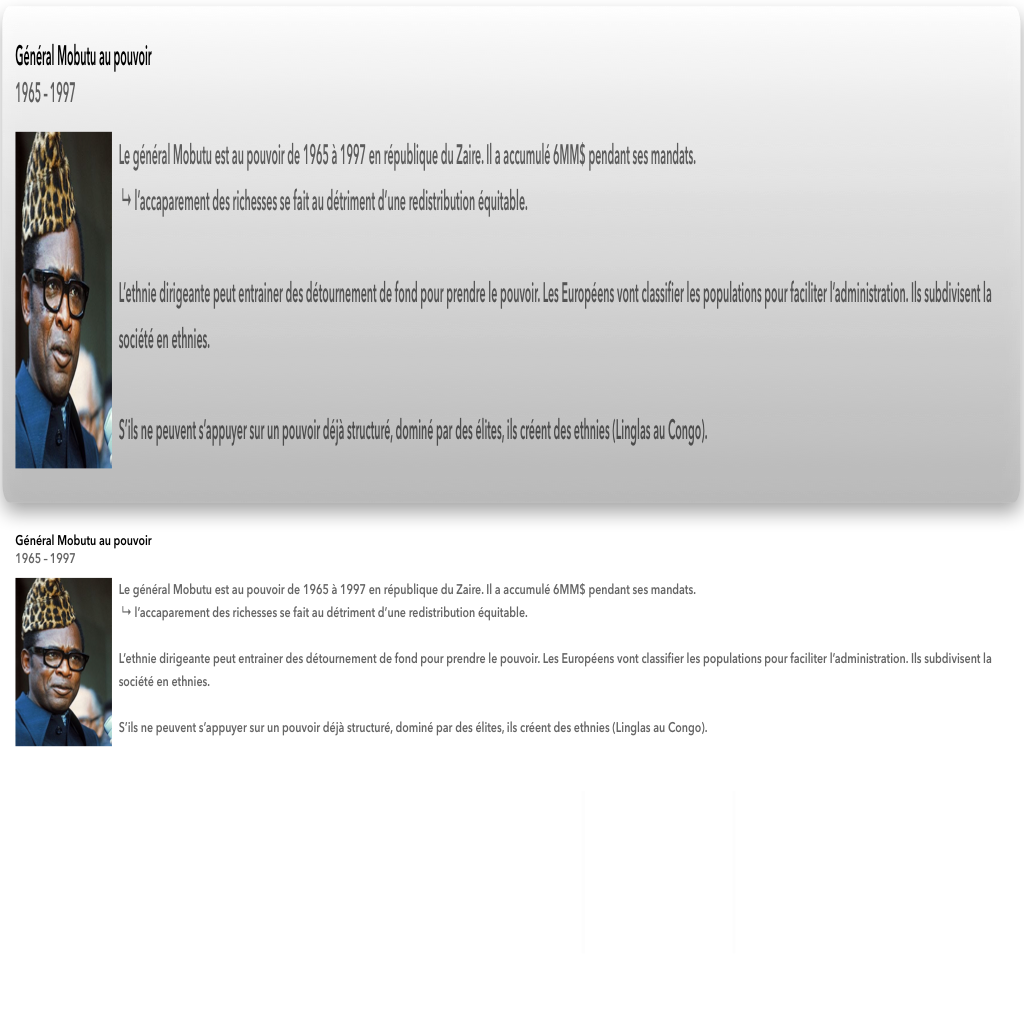 Général Mobutu au pouvoir
1965 - 1997
Le général Mobutu est au pouvoir de 1965 à 1997 en république du Zaire. Il a accumulé 6MM$ pendant ses mandats.
↳ l’accaparement des richesses se fait au détriment d’une redistribution équitable.
L’ethnie dirigeante peut entrainer des détournement de fond pour prendre le pouvoir. Les Européens vont classifier les populations pour faciliter l’administration. Ils subdivisent la
société en ethnies.
S’ils ne peuvent s’appuyer sur un pouvoir déjà structuré, dominé par des élites, ils créent des ethnies (Linglas au Congo).
Général Mobutu au pouvoir
1965 - 1997
Le général Mobutu est au pouvoir de 1965 à 1997 en république du Zaire. Il a accumulé 6MM$ pendant ses mandats.
↳ l’accaparement des richesses se fait au détriment d’une redistribution équitable.
L’ethnie dirigeante peut entrainer des détournement de fond pour prendre le pouvoir. Les Européens vont classifier les populations pour faciliter l’administration. Ils subdivisent la
société en ethnies.
S’ils ne peuvent s’appuyer sur un pouvoir déjà structuré, dominé par des élites, ils créent des ethnies (Linglas au Congo).